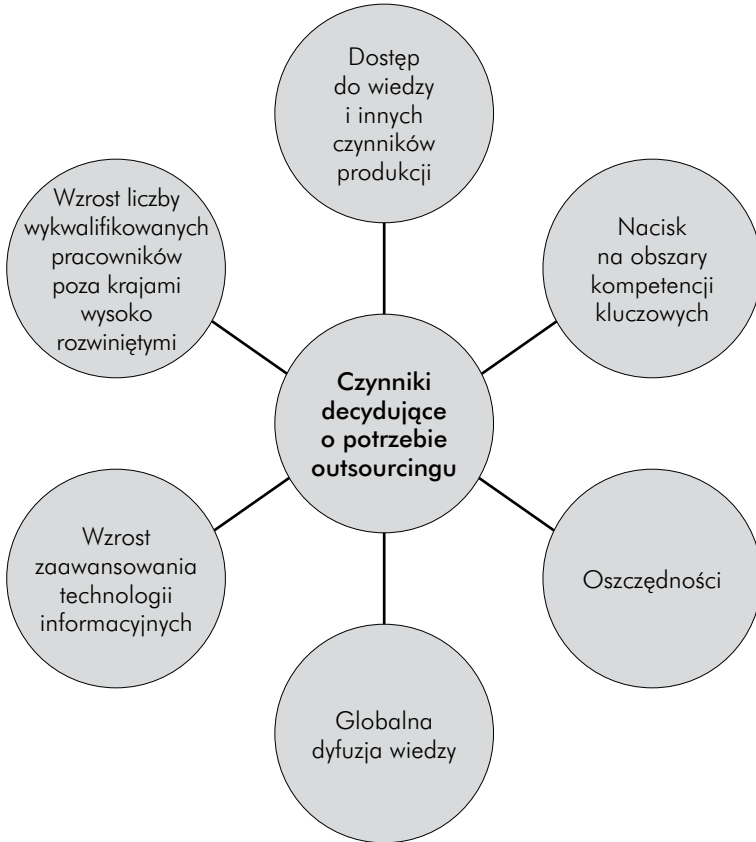 Dostęp
do wiedzy
i innych
czynników
produkcji
Wzrost liczby
wykwalifikowanych
pracowników
poza krajami
wysoko
rozwiniętymi
Nacisk
na obszary
kompetencji
kluczowych
Czynniki
decydujące
o potrzebie
outsourcingu
Wzrost
zaawansowania
technologii
informacyjnych
Oszczędności
Globalna
dyfuzja wiedzy